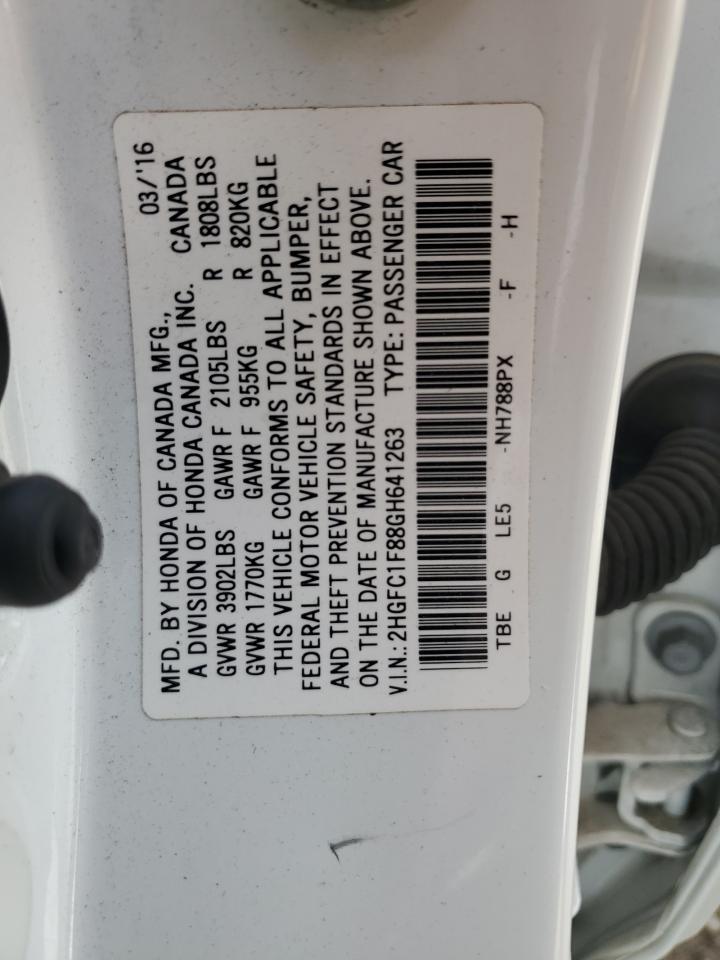 MFD. BY HONDA OF CANADA MFG., 03/'16
A DIVISION OF HONDA CANADA INC. CANADA
GVWR 3902LBS GAWR F 2105LBS R 1808LBS
GVWR 1770KG GAWR F 955KG R 820KG
THIS VEHICLE CONFORMS TO ALL APPLICABLE
FEDERAL MOTOR VEHICLE SAFETY, BUMPER,
AND THEFT PREVENTION STANDARDS IN EFFECT
ON THE DATE OF MANUFACTURE SHOWN ABOVE.
V.I.N.: 2HGFC1F88GH641263 TYPE: PASSENGER CAR
TBE G LE5 -NH788PX -F -H